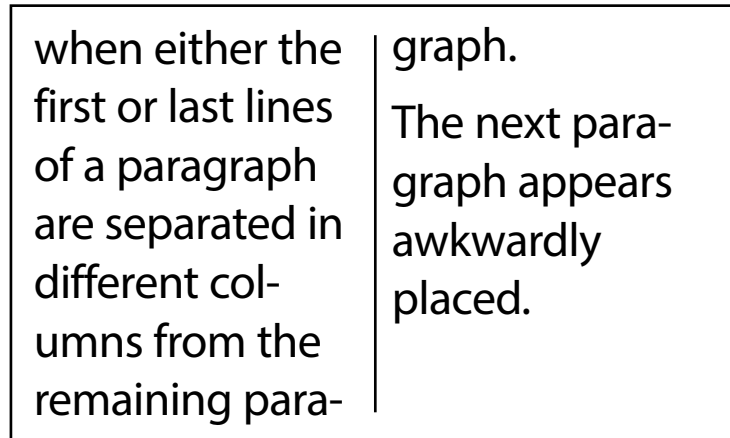 when either the
first or last lines
of a paragraph
are separated in
different col-
umns from the
remaining para-
graph.
The next para-
graph appears
awkwardly
placed.